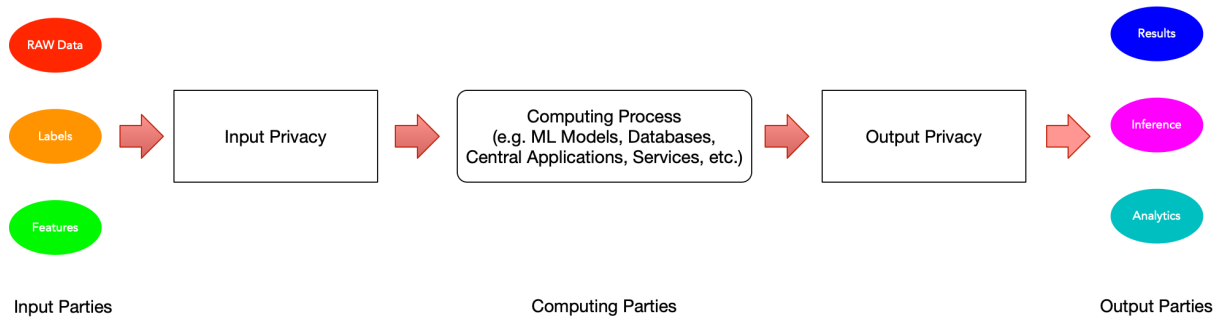 RAW Data
Labels
Features
Input Privacy
Computing Process
(e.g. ML Models, Databases,
Central Applications, Services, etc.)
Output Privacy
Results
Inference
Analytics
Input Parties
Computing Parties
Output Parties